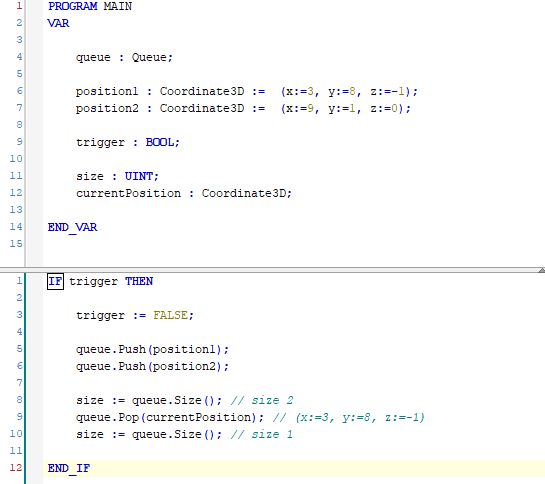 1 PROGRAM MAIN
2 VAR
3
4 queue : Queue;
5
6 position1 : Coordinate3D := (x:=3, y:=8, z:=-1);
7 position2 : Coordinate3D := (x:=9, y:=1, z:=0);
8
9 trigger : BOOL;
10
11 size : UINT;
12 currentPosition : Coordinate3D;
13
14 END_VAR
15
1 IF trigger THEN
2
3 trigger := FALSE;
4
5 queue.Push(position1);
6 queue.Push(position2);
7
8 size := queue.Size(); // size 2
9 queue.Pop(currentPosition); // (x:=3, y:=8, z:=-1)
10 size := queue.Size(); // size 1
11
12 END_IF